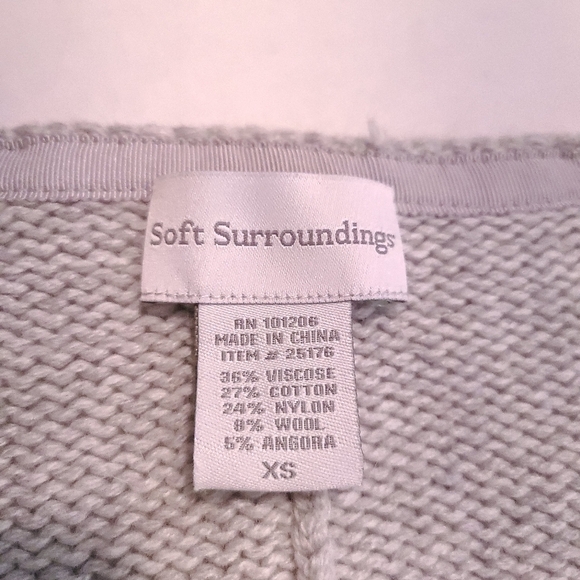 Soft Surroundings
RN 101206
MADE IN CHINA
ITEM # 25176
36% VISCOSE
27% COTTON
24% NYLON
8% WOOL
5% ANGORA
XS